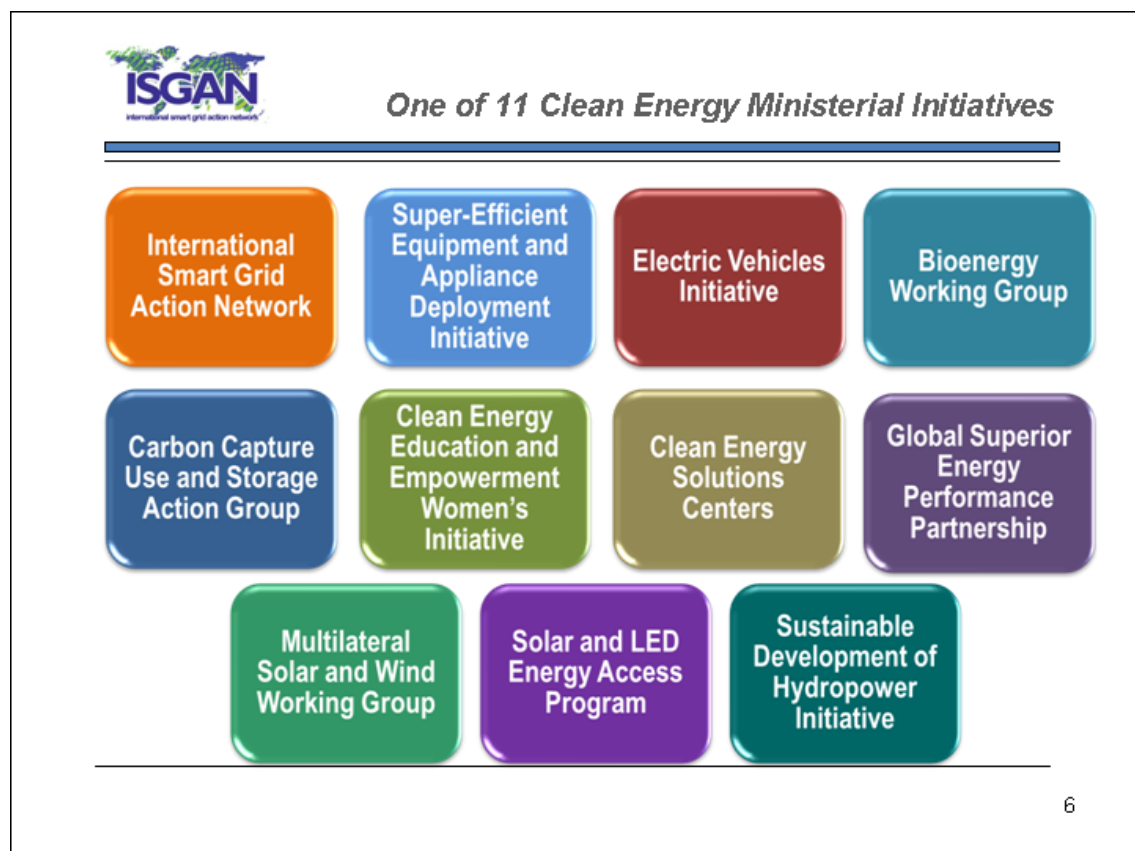 ISGAN
international smart grid action network
One of 11 Clean Energy Ministerial Initiatives
International
Smart Grid
Action Network
Super-Efficient
Equipment and
Appliance
Deployment
Initiative
Electric Vehicles
Initiative
Bioenergy
Working Group
Carbon Capture
Use and Storage
Action Group
Clean Energy
Education and
Empowerment
Women’s
Initiative
Clean Energy
Solutions
Centers
Global Superior
Energy
Performance
Partnership
Multilateral
Solar and Wind
Working Group
Solar and LED
Energy Access
Program
Sustainable
Development of
Hydropower
Initiative
6